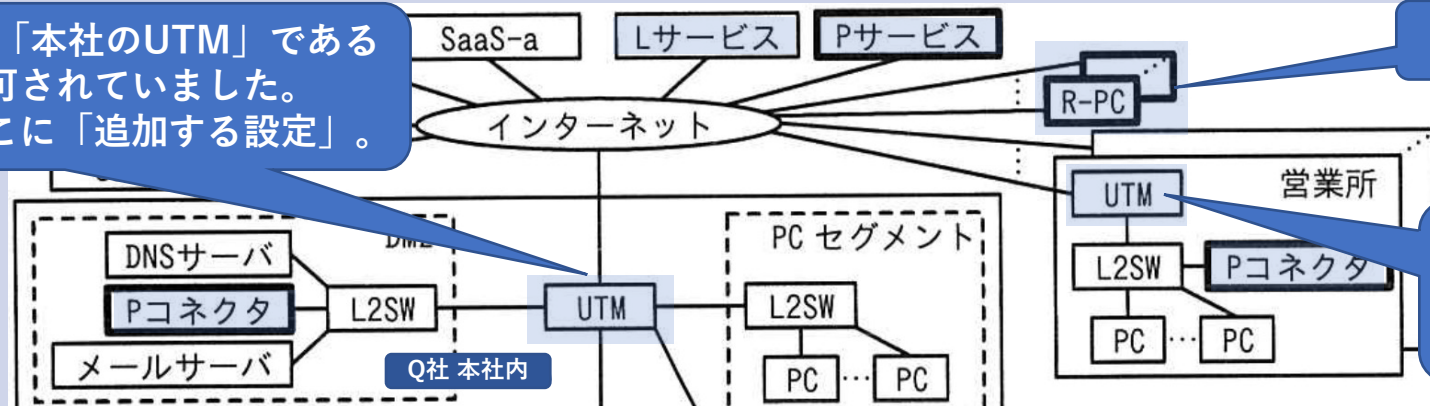 「本社のUTM」である
可されていました。
こに「追加する設定」。
SaaS-a
Lサービス
Pサービス
インターネット
R-PC
営業所
UTM
L2SW
Pコネクタ
PC … PC
DMZ
DNSサーバ
Pコネクタ
メールサーバ
L2SW
Q社 本社内
UTM
PC セグメント
L2SW
PC … PC